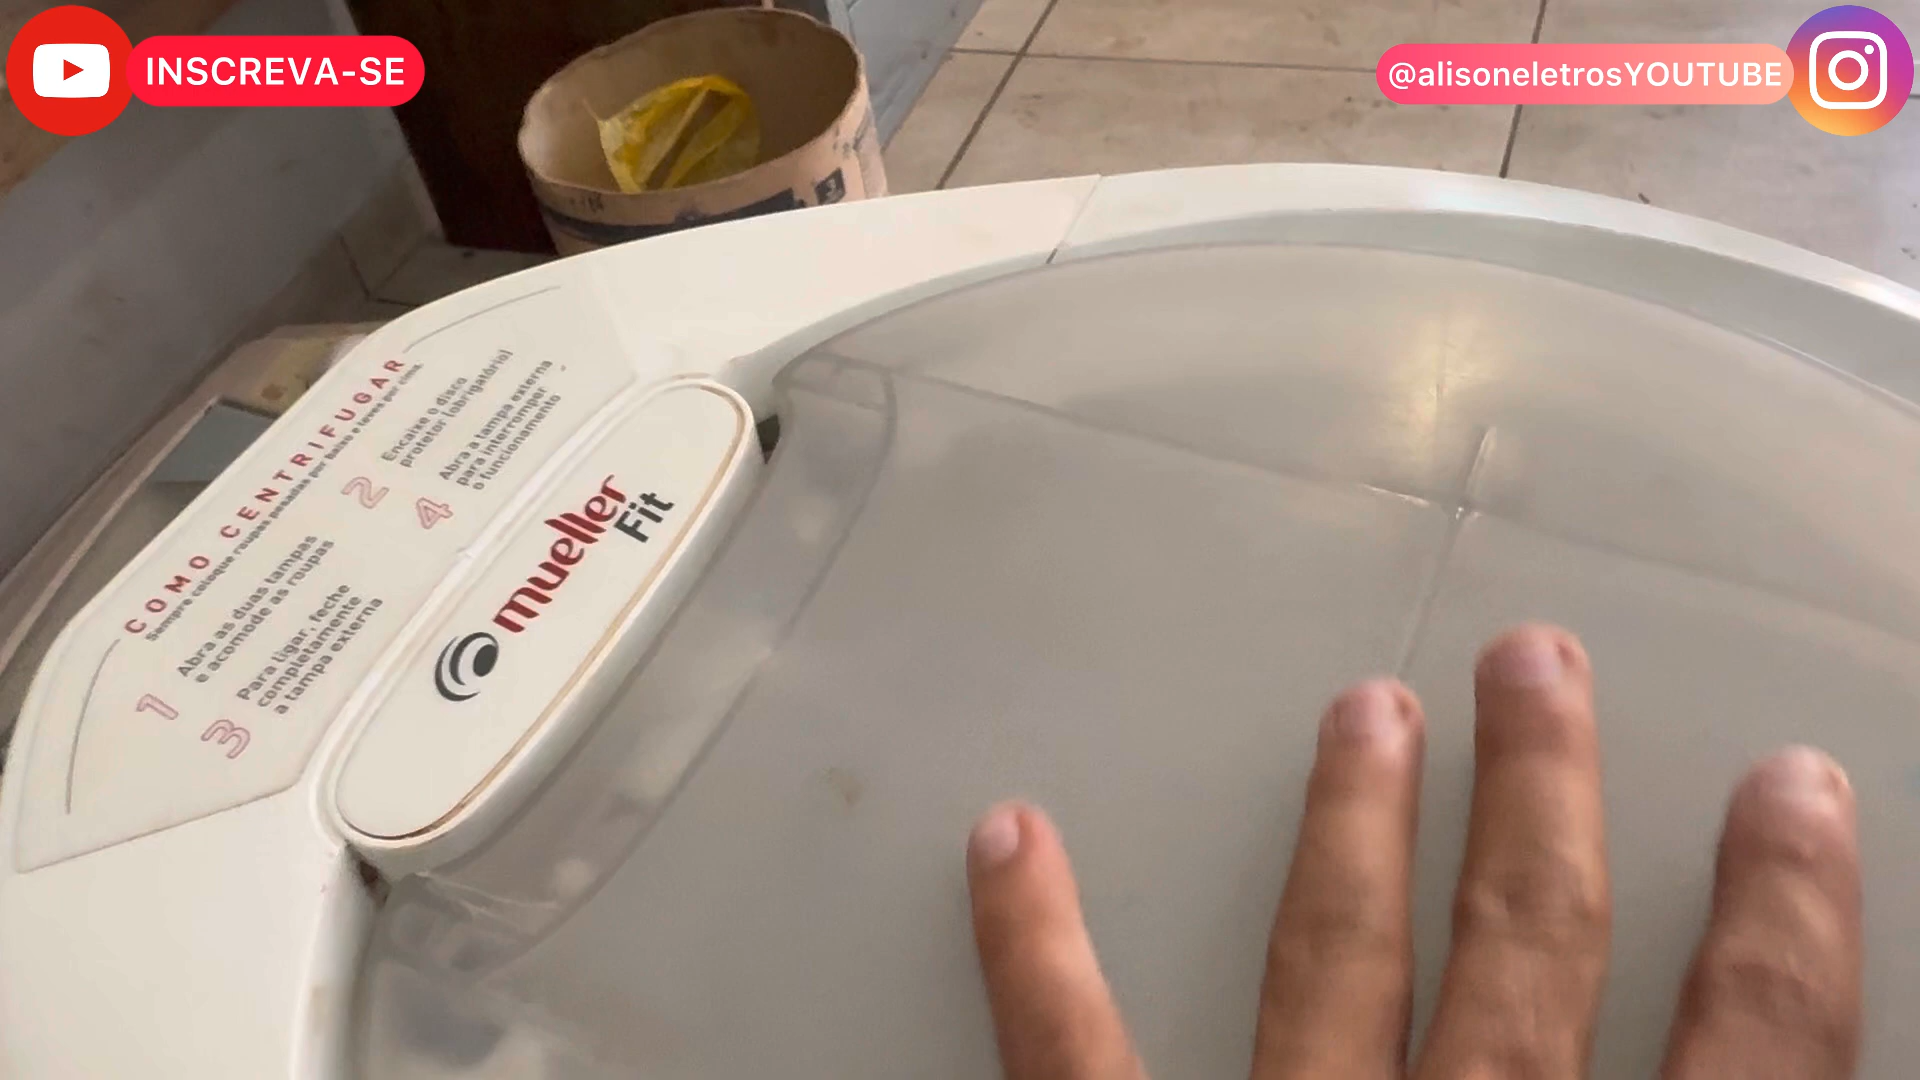 INSCREVA-SE
@alisoneletrosYOUTUBE
COMO CENTRIFUGAR
Sempre coloque roupas pesadas por baixo e leves por cima.
1
Abra as duas tampas
e acomode as roupas
2
Encaixe o disco
protetor (obrigatório)
3
Para ligar, feche
completamente
a tampa externa
4
Abra a tampa externa
para interromper
o funcionamento
mueller
Fit